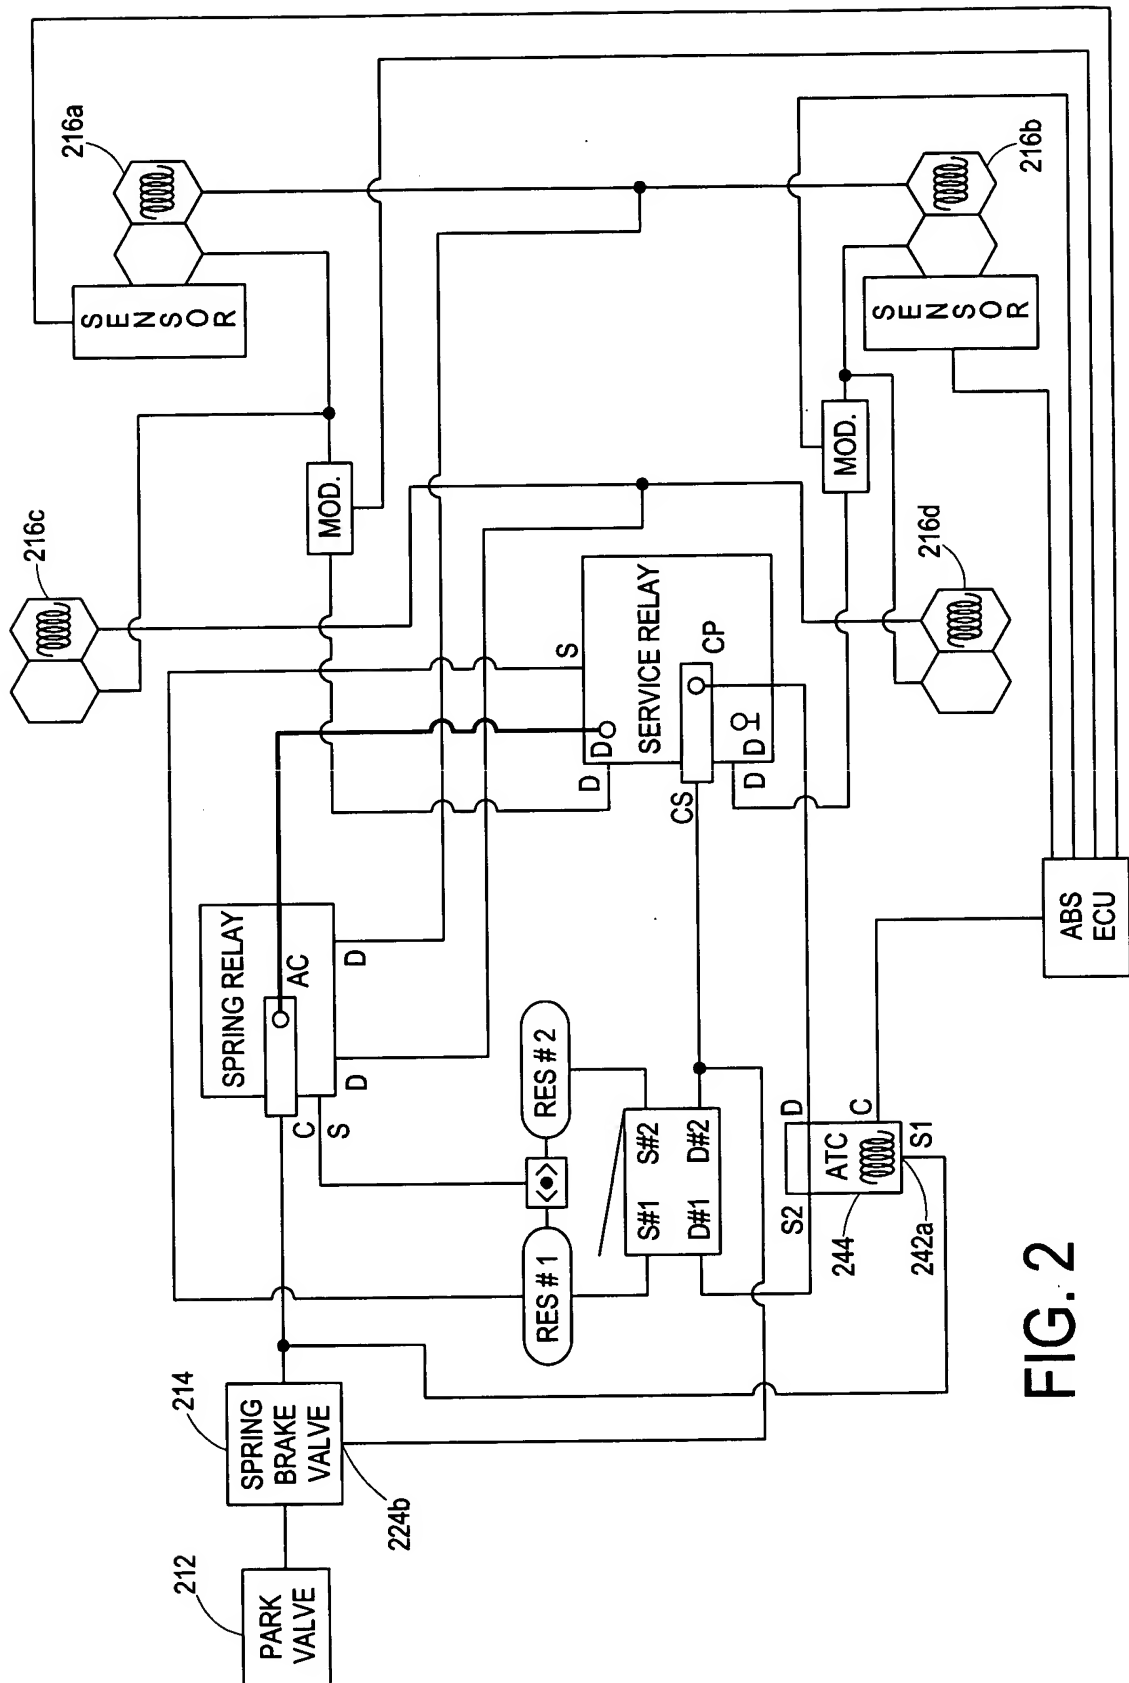 212
PARK
VALVE
214
SPRING
BRAKE
VALVE
224b
SPRING RELAY
AC
C
S
D
D
RES # 1
RES # 2
S#1
S#2
D#1
D#2
S2
D
ATC
C
S1
244
242a
S
D
D
SERVICE RELAY
CS
CP
D
D
MOD.
MOD.
216c
216d
216a
SENSOR
216b
SENSOR
ABS
ECU
FIG. 2